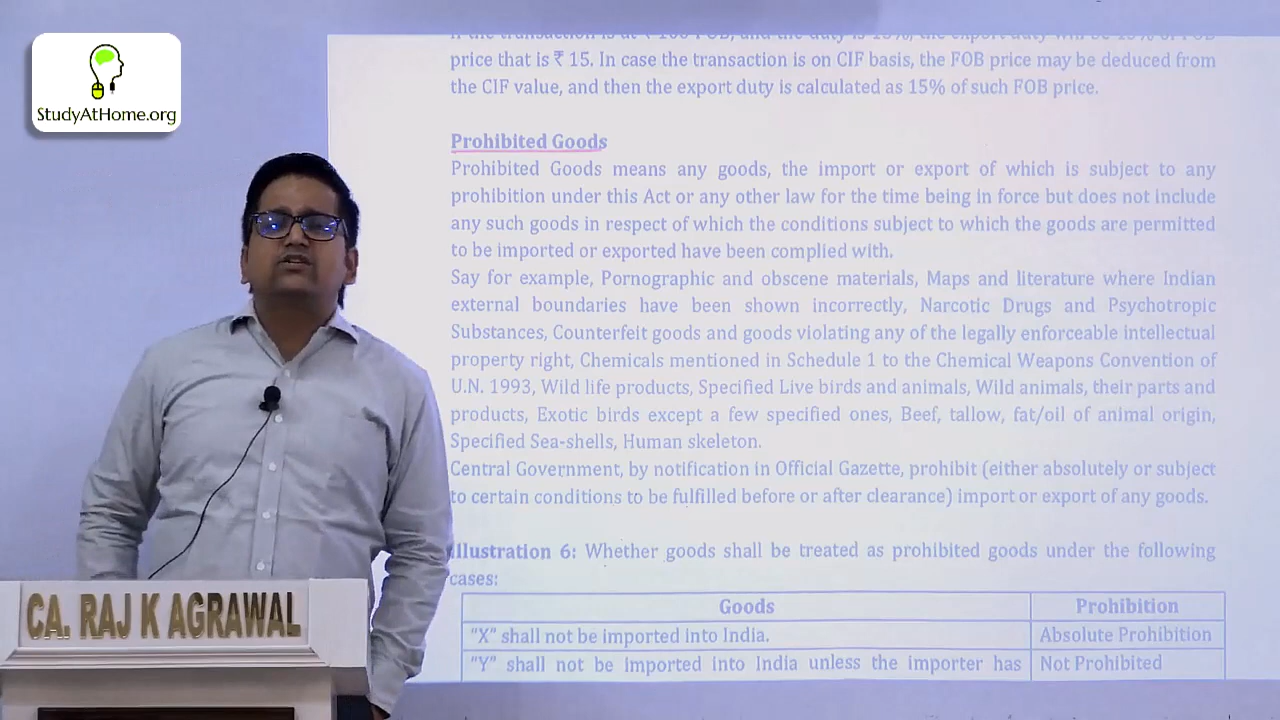 StudyAtHome.org
price that is ₹ 15. In case the transaction is on CIF basis, the FOB price may be deduced from
the CIF value, and then the export duty is calculated as 15% of such FOB price.
Prohibited Goods
Prohibited Goods means any goods, the import or export of which is subject to any
prohibition under this Act or any other law for the time being in force but does not include
any such goods in respect of which the conditions subject to which the goods are permitted
to be imported or exported have been complied with.
Say for example, Pornographic and obscene materials, Maps and literature where Indian
external boundaries have been shown incorrectly, Narcotic Drugs and Psychotropic
Substances, Counterfeit goods and goods violating any of the legally enforceable intellectual
property right, Chemicals mentioned in Schedule 1 to the Chemical Weapons Convention of
U.N. 1993, Wild life products, Specified Live birds and animals, Wild animals, their parts and
products, Exotic birds except a few specified ones, Beef, tallow, fat/oil of animal origin,
Specified Sea-shells, Human skeleton.
Central Government, by notification in Official Gazette, prohibit (either absolutely or subject
to certain conditions to be fulfilled before or after clearance) import or export of any goods.
Illustration 6: Whether goods shall be treated as prohibited goods under the following
cases:
Goods Prohibition
"X" shall not be imported into India. Absolute Prohibition
"Y" shall not be imported into India unless the importer has Not Prohibited
CA. RAJ K AGRAWAL